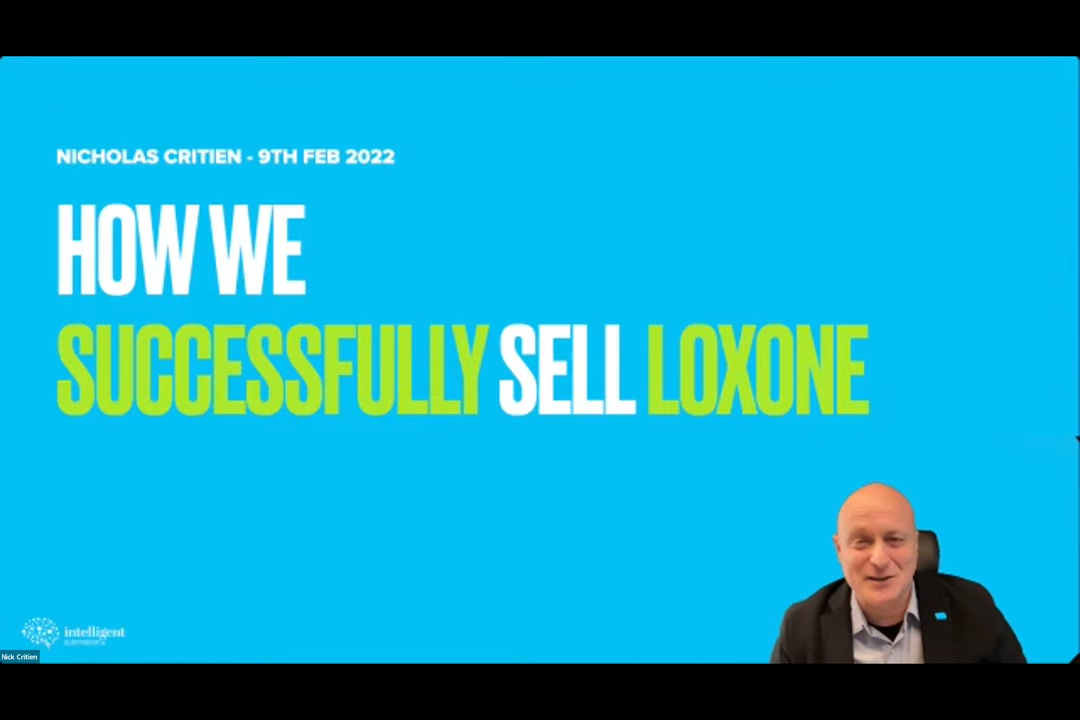 NICHOLAS CRITIEN - 9TH FEB 2022
HOW WE
SUCCESSFULLY SELL LOXONE
intelligent
Nick Critien